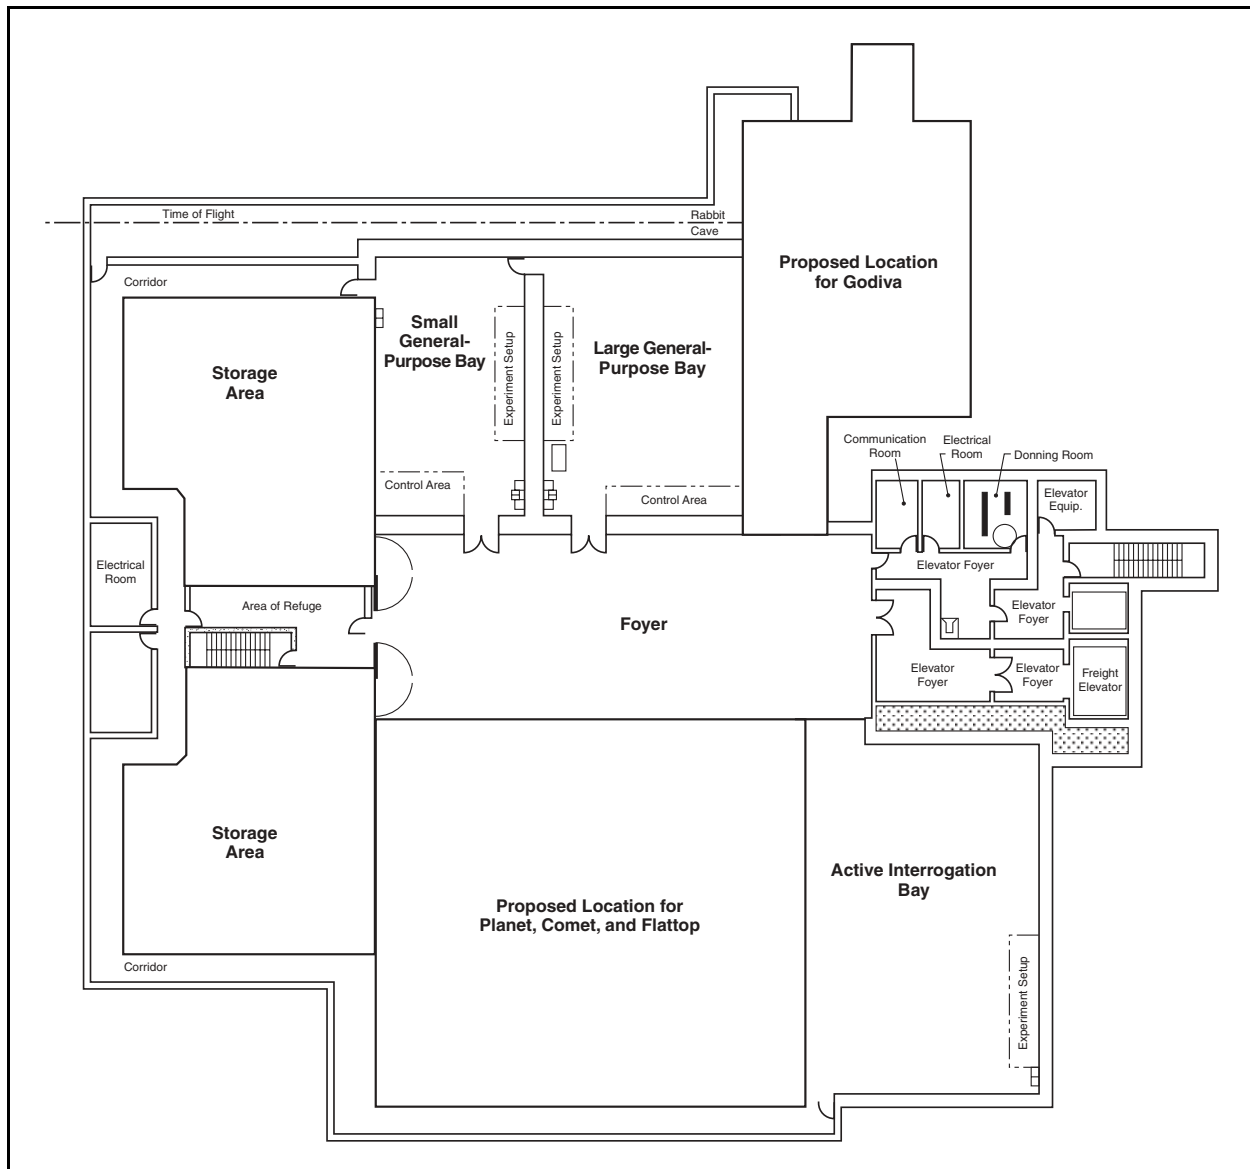 Time of Flight
Rabbit
Cave
Corridor
Proposed Location
for Godiva
Small
General-
Purpose Bay
Experiment Setup
Experiment Setup
Large General-
Purpose Bay
Storage
Area
Control Area
Control Area
Communication
Room
Electrical
Room
Donning Room
Elevator
Equip.
Electrical
Room
Elevator Foyer
Area of Refuge
Foyer
Elevator
Foyer
Elevator
Foyer
Elevator
Foyer
Freight
Elevator
Storage
Area
Active Interrogation
Bay
Proposed Location for
Planet, Comet, and Flattop
Experiment Setup
Corridor